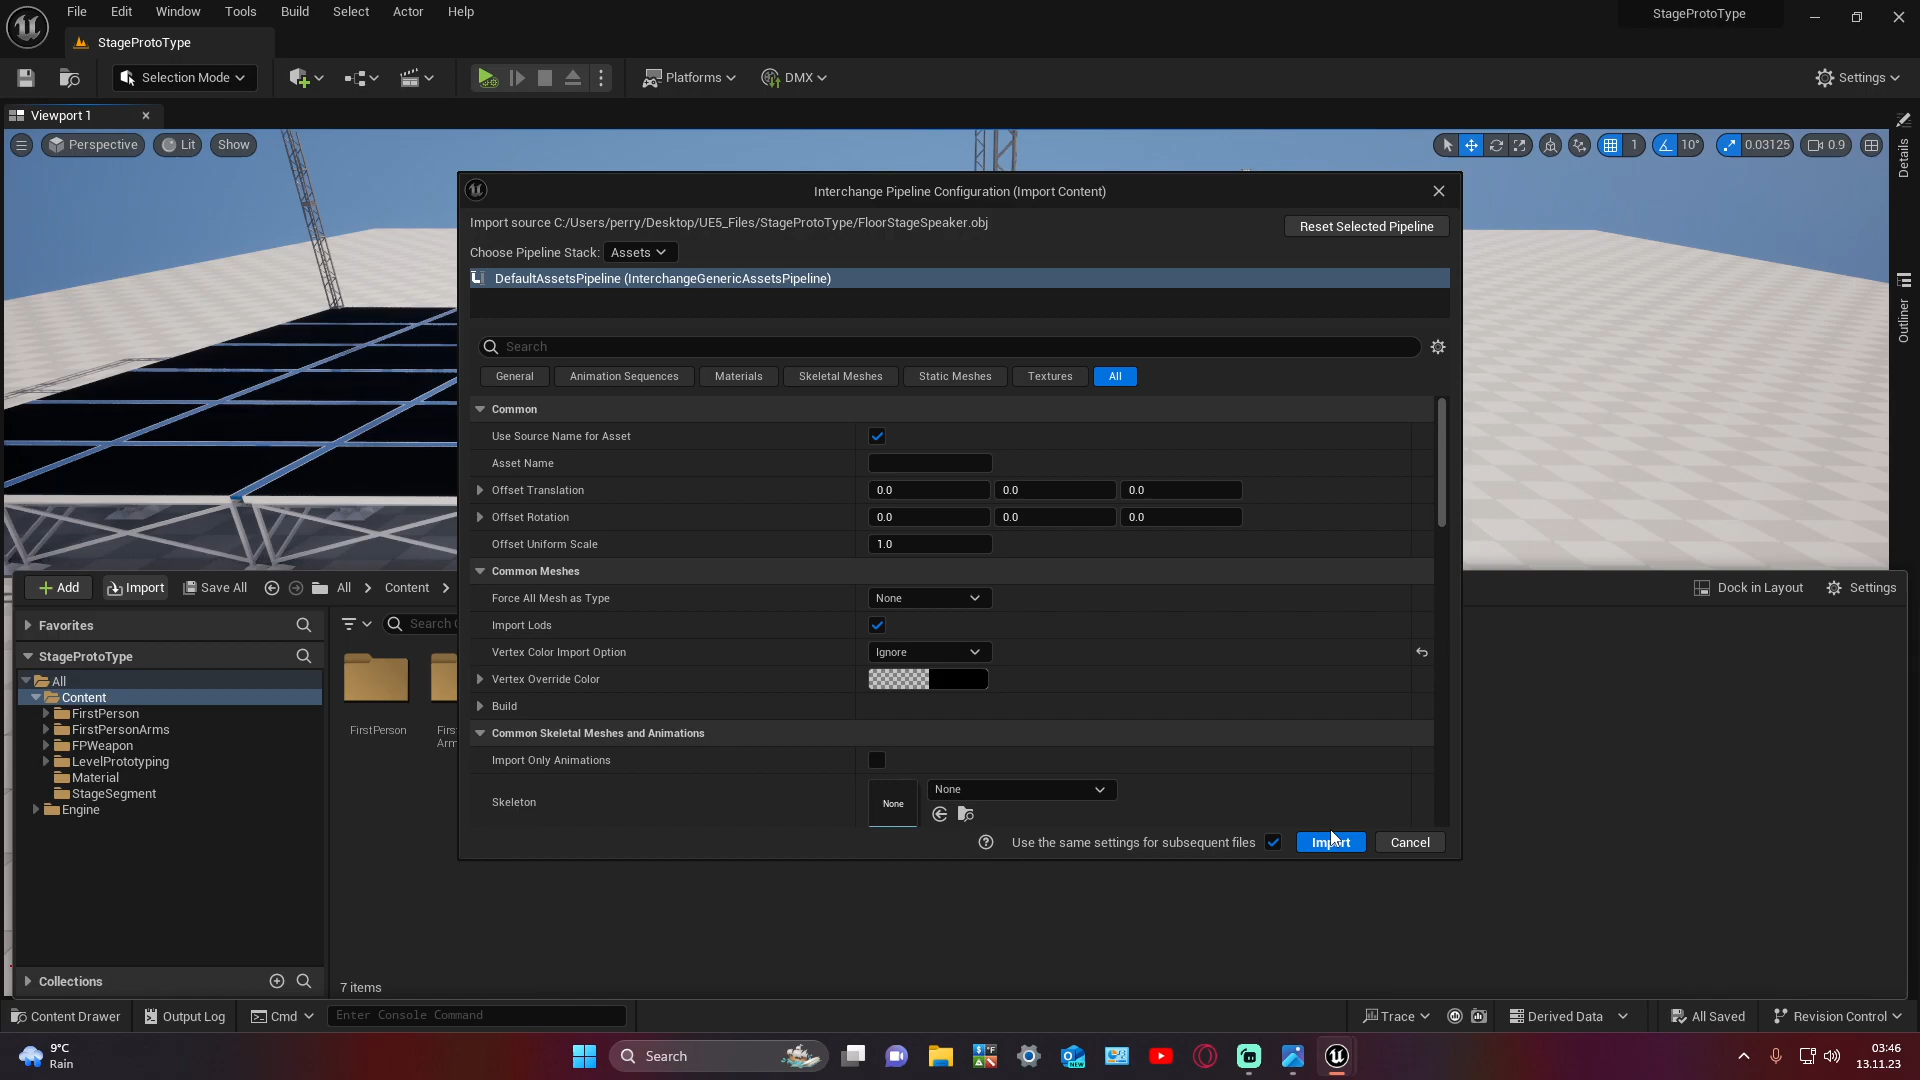 File Edit Window Tools Build Select Actor Help
StageProtoType
StageProtoType
Selection Mode
Platforms
DMX
Settings
Viewport 1
Perspective Lit Show
1 10° 0.03125 0.9
Details
Outliner
Interchange Pipeline Configuration (Import Content)
Import source C:/Users/perry/Desktop/UE5_Files/StageProtoType/FloorStageSpeaker.obj
Reset Selected Pipeline
Choose Pipeline Stack: Assets
DefaultAssetsPipeline (InterchangeGenericAssetsPipeline)
Search
General Animation Sequences Materials Skeletal Meshes Static Meshes Textures All
Common
Use Source Name for Asset
Asset Name
Offset Translation 0.0 0.0 0.0
Offset Rotation 0.0 0.0 0.0
Offset Uniform Scale 1.0
Common Meshes
Force All Mesh as Type None
Import Lods
Vertex Color Import Option Ignore
Vertex Override Color
Build
Common Skeletal Meshes and Animations
Import Only Animations
Skeleton None None
Use the same settings for subsequent files Import Cancel
Add Import Save All All Content
Dock in Layout Settings
Favorites
StageProtoType
All
Content
FirstPerson
FirstPersonArms
FPWeapon
LevelPrototyping
Material
StageSegment
Engine
Collections
Search
FirstPerson
7 items
Content Drawer Output Log Cmd Enter Console Command
Trace Derived Data All Saved Revision Control
9°C
Rain
Search
NEW
03:46
13.11.23